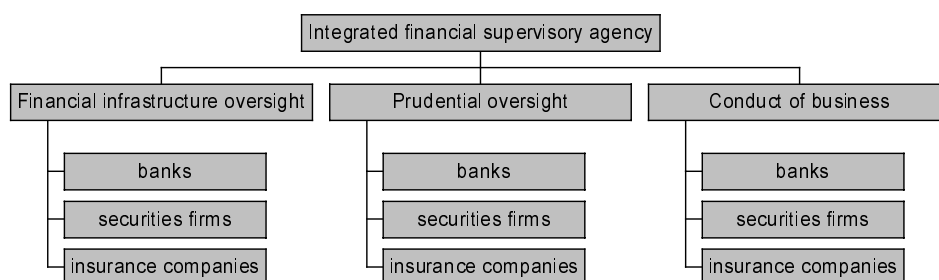 Integrated financial supervisory agency
Financial infrastructure oversight
Prudential oversight
Conduct of business
banks
banks
banks
securities firms
securities firms
securities firms
insurance companies
insurance companies
insurance companies